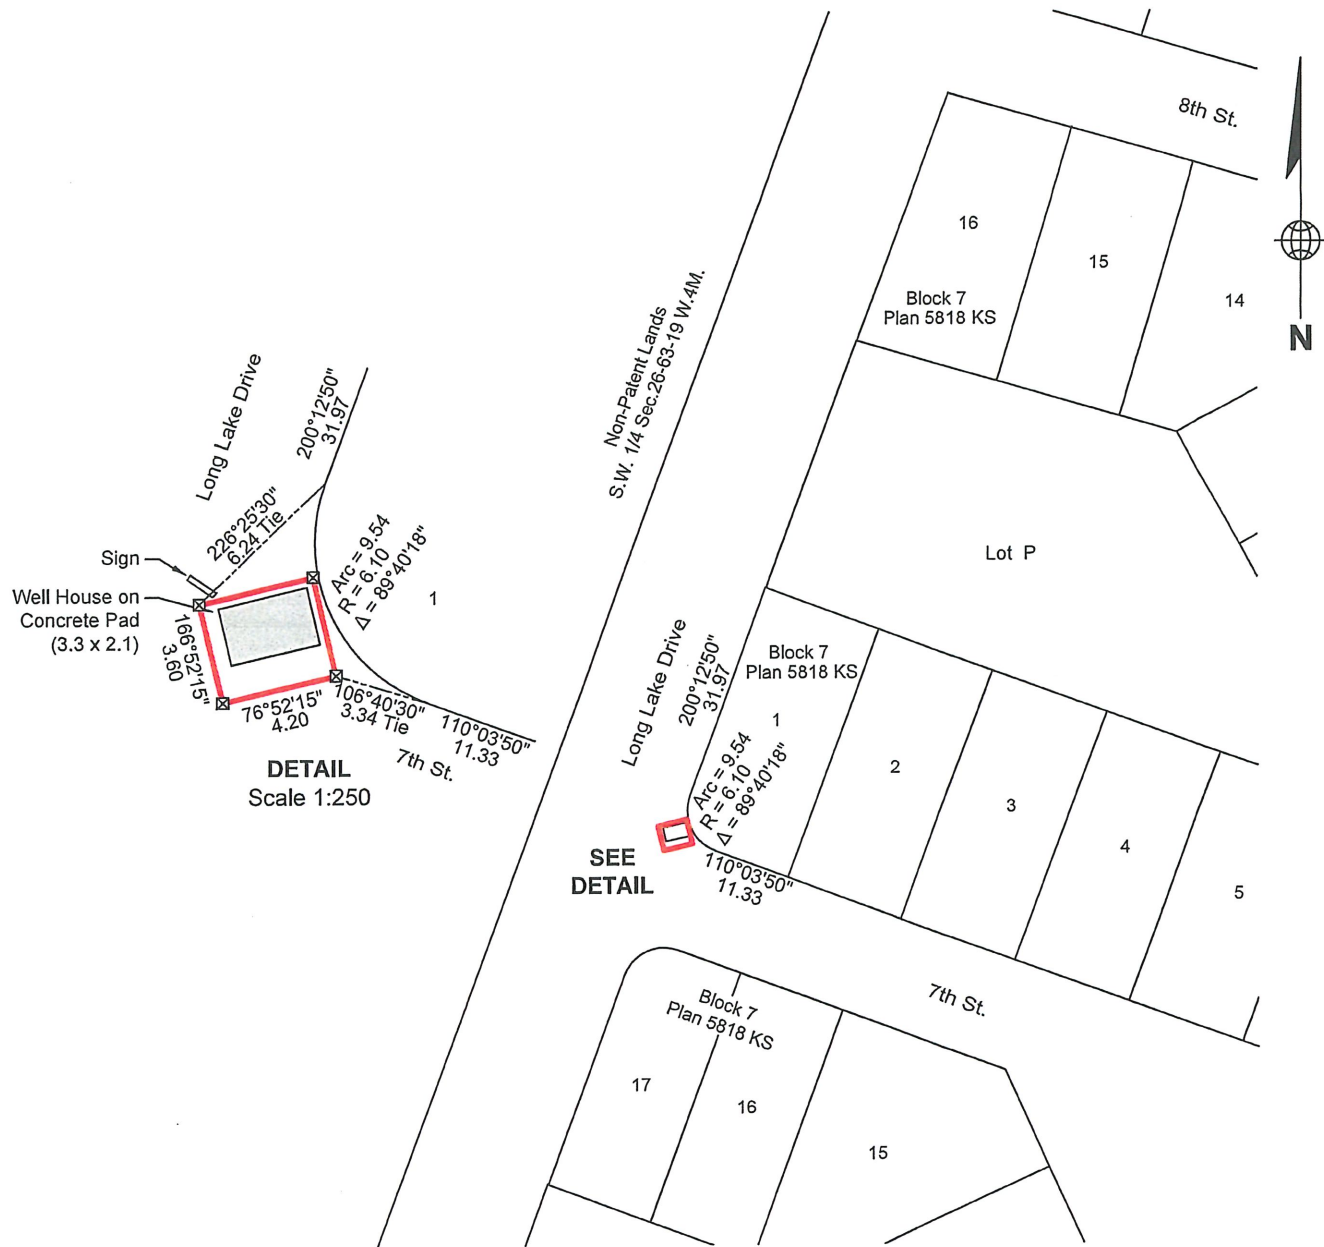 8th St.
N
16
15
14
Block 7
Plan 5818 KS
Non-Patent Lands
S.W. 1/4 Sec.26-63-19 W.4M.
Lot P
Long Lake Drive
200°12'50"
31.97
226°25'30"
6.24 Tie
Sign
Well House on
Concrete Pad
(3.3 x 2.1)
166°52'15"
3.60
76°52'15"
4.20
106°40'30"
3.34 Tie
110°03'50"
11.33
7th St.
Arc = 9.54
R = 6.10
Δ = 89°40'18"
1
DETAIL
Scale 1:250
Long Lake Drive
200°12'50"
31.97
Block 7
Plan 5818 KS
1
Arc = 9.54
R = 6.10
Δ = 89°40'18"
2
3
4
5
SEE
DETAIL
110°03'50"
11.33
7th St.
Block 7
Plan 5818 KS
17
16
15